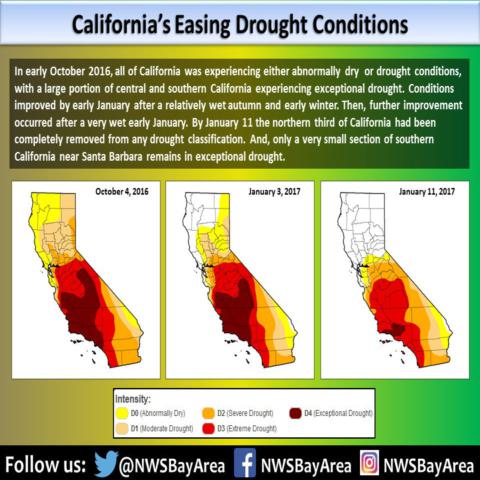 California's Easing Drought Conditions
In early October 2016, all of California was experiencing either abnormally dry or drought conditions,
with a large portion of central and southern California experiencing exceptional drought. Conditions
improved by early January after a relatively wet autumn and early winter. Then, further improvement
occurred after a very wet early January. By January 11 the northern third of California had been
completely removed from any drought classification. And, only a very small section of southern
California near Santa Barbara remains in exceptional drought.
October 4, 2016
January 3, 2017
January 11, 2017
Intensity:
D0 (Abnormally Dry) D2 (Severe Drought) D4 (Exceptional Drought)
D1 (Moderate Drought) D3 (Extreme Drought)
Follow us: @NWSBayArea NWSBayArea NWSBayArea